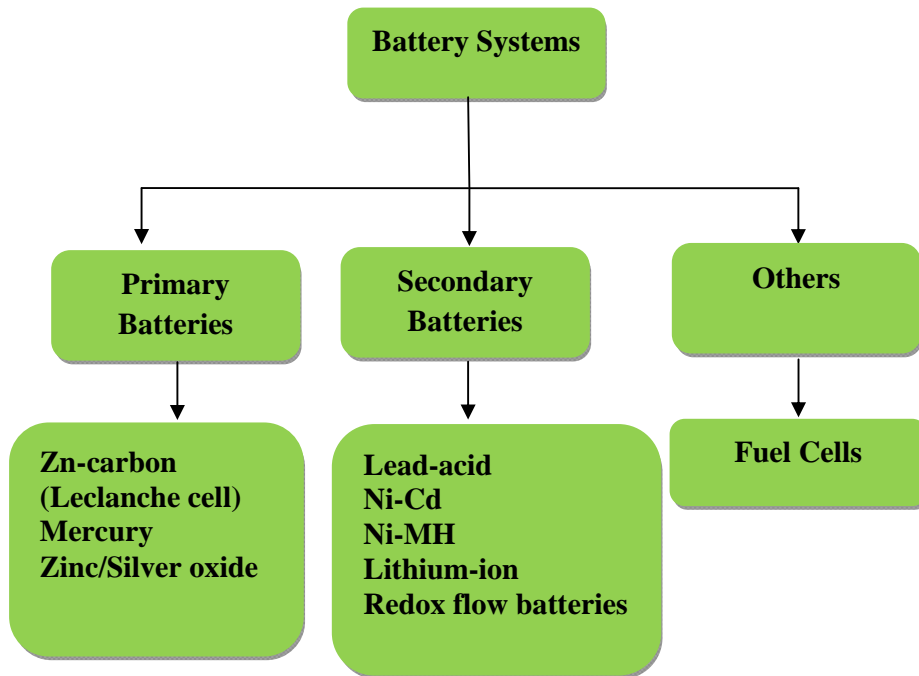 Battery Systems
Primary
Batteries
Secondary
Batteries
Others
Zn-carbon
(Leclanche cell)
Mercury
Zinc/Silver oxide
Lead-acid
Ni-Cd
Ni-MH
Lithium-ion
Redox flow batteries
Fuel Cells